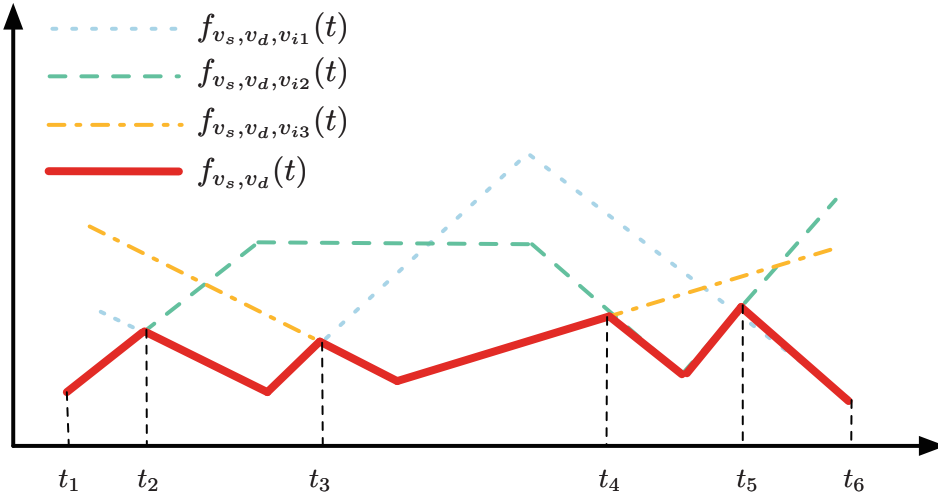 f_{v_s,v_d,v_{i1}}(t)
f_{v_s,v_d,v_{i2}}(t)
f_{v_s,v_d,v_{i3}}(t)
f_{v_s,v_d}(t)
t_1 t_2 t_3 t_4 t_5 t_6